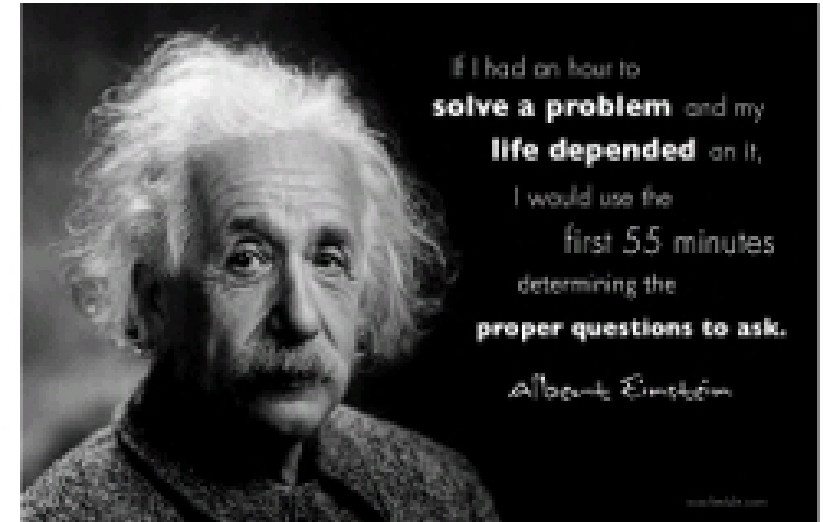 If I had an hour to
solve a problem and my
life depended on it,
I would use the
first 55 minutes
determining the
proper questions to ask.
Albert Einstein